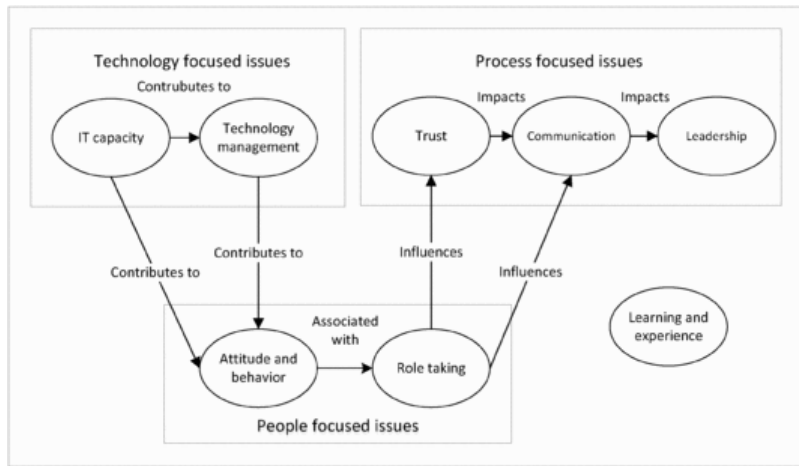 Technology focused issues
Contrubutes to
IT capacity
Technology
management
Process focused issues
Impacts
Impacts
Trust
Communication
Leadership
Contributes to
Contributes to
Influences
Influences
Associated
with
Attitude and
behavior
Role taking
People focused issues
Learning and
experience